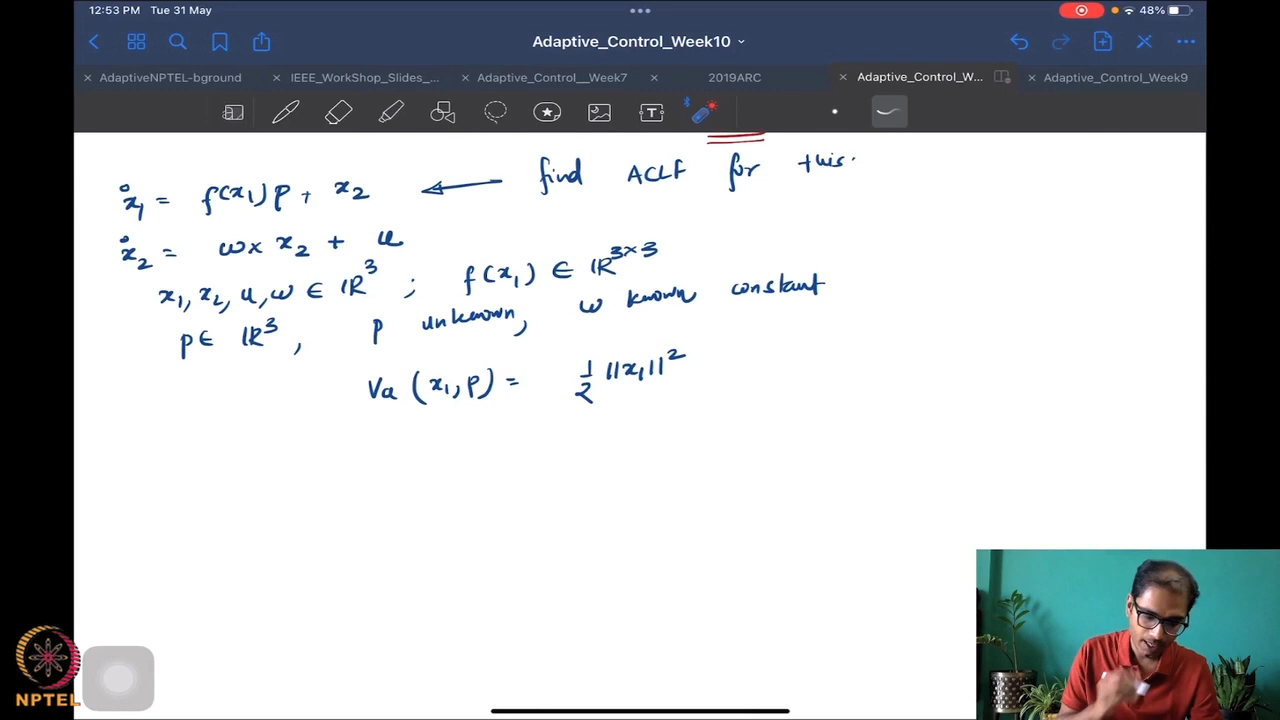 12:53 PM Tue 31 May
48%
Adaptive_Control_Week10
AdaptiveNPTEL-bground
IEEE_WorkShop_Slides_...
Adaptive_Control__Week7
2019ARC
Adaptive_Control_W...
Adaptive_Control_Week9
ẋ₁ = f(x₁)p + x₂ ← find ACLF for this.
ẋ₂ = ω× x₂ + u
x₁, x₂, u, ω ∈ ℝ³ ; f(x₁) ∈ ℝ³ˣ³
p ∈ ℝ³, p unknown, ω known constant
Va (x₁, p) = 1/2 ||x₁||²
NPTEL